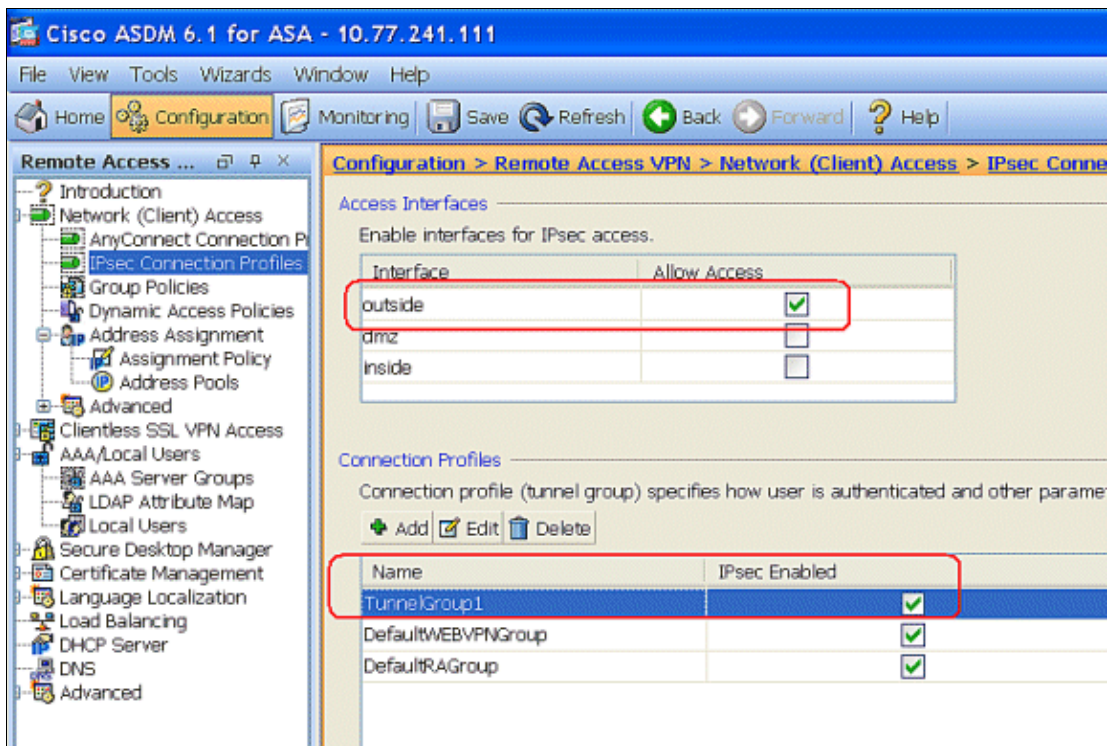 Cisco ASDM 6.1 for ASA - 10.77.241.111
File View Tools Wizards Window Help
Home Configuration Monitoring Save Refresh Back Forward Help
Remote Access ...
Introduction
Network (Client) Access
AnyConnect Connection P
IPsec Connection Profiles
Group Policies
Dynamic Access Policies
Address Assignment
Assignment Policy
Address Pools
Advanced
Clientless SSL VPN Access
AAA/Local Users
AAA Server Groups
LDAP Attribute Map
Local Users
Secure Desktop Manager
Certificate Management
Language Localization
Load Balancing
DHCP Server
DNS
Advanced
Configuration > Remote Access VPN > Network (Client) Access > IPsec Conne
Access Interfaces
Enable interfaces for IPsec access.
Interface Allow Access
outside
dmz
inside
Connection Profiles
Connection profile (tunnel group) specifies how user is authenticated and other parame
Add Edit Delete
Name IPsec Enabled
TunnelGroup1
DefaultWEBVPNGroup
DefaultRAGroup